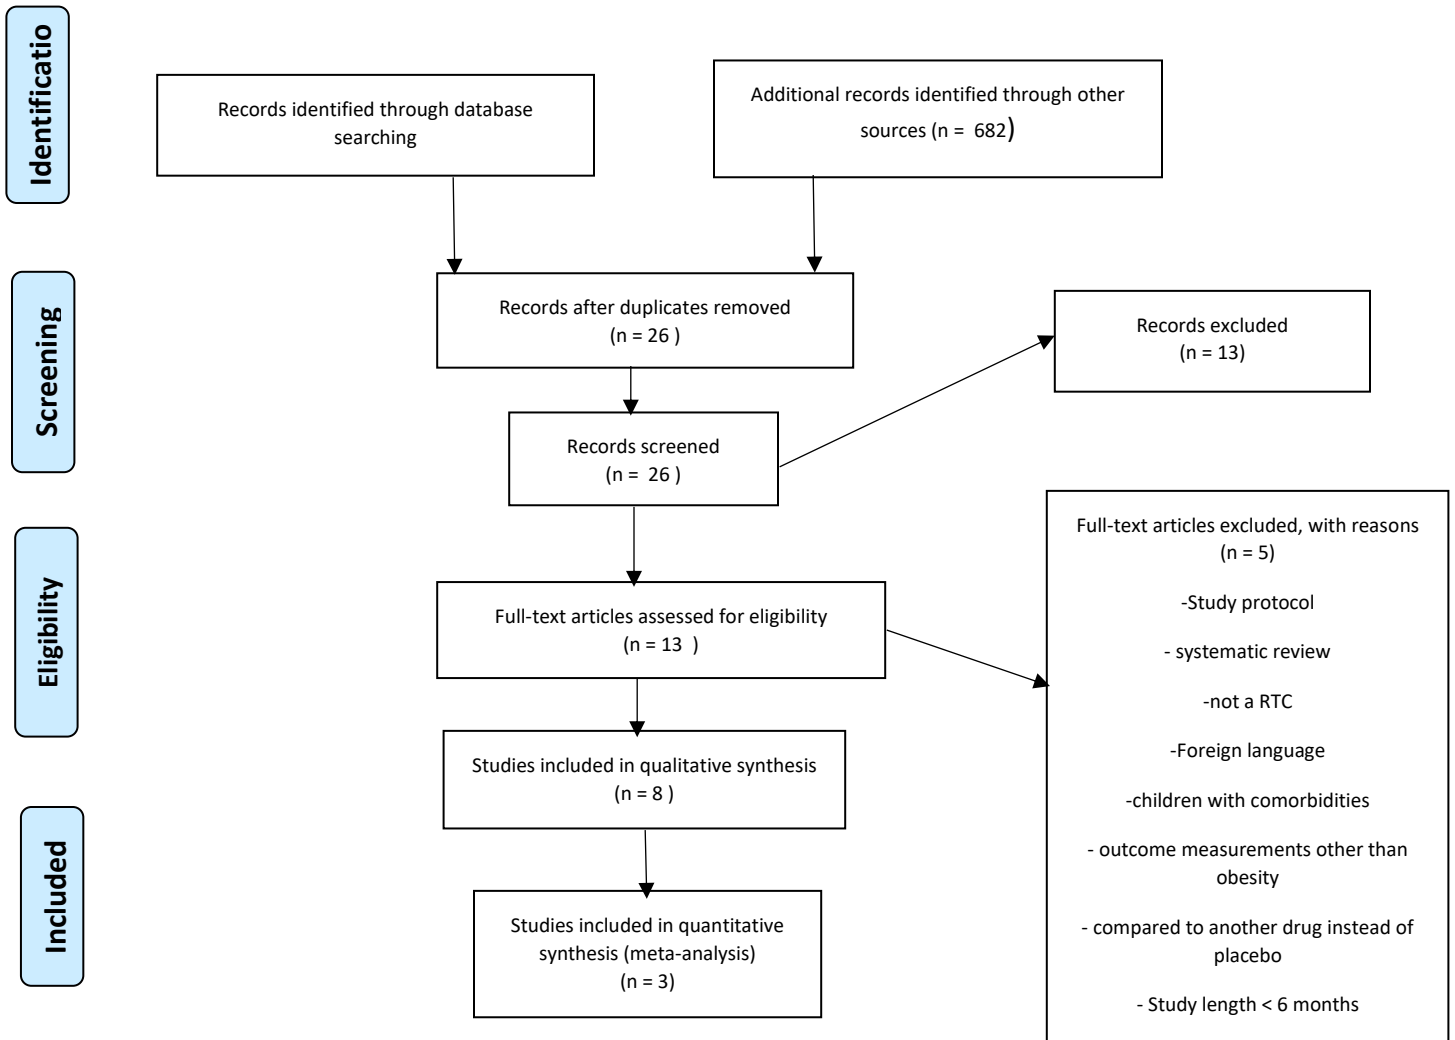 Identificatio
Records identified through database
searching
Additional records identified through other
sources (n = 682)
Screening
Records after duplicates removed
(n = 26 )
Records excluded
(n = 13)
Records screened
(n = 26 )
Eligibility
Full-text articles assessed for eligibility
(n = 13 )
Full-text articles excluded, with reasons
(n = 5)
-Study protocol
- systematic review
-not a RTC
-Foreign language
-children with comorbidities
- outcome measurements other than
obesity
- compared to another drug instead of
placebo
- Study length < 6 months
Studies included in qualitative synthesis
(n = 8 )
Included
Studies included in quantitative
synthesis (meta-analysis)
(n = 3)